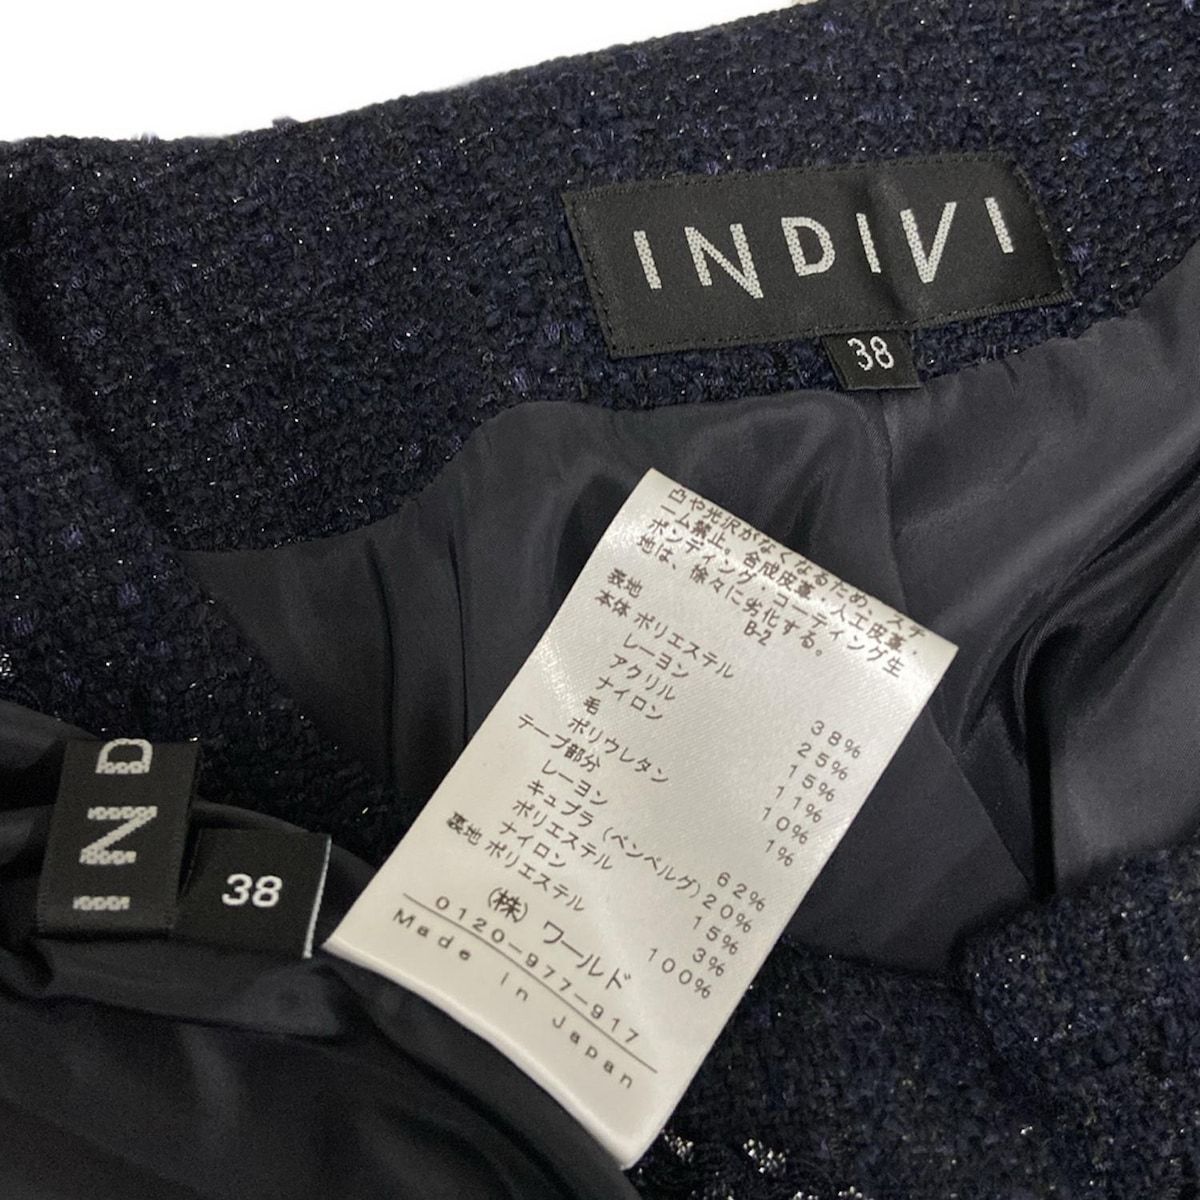 INDIVI
38
凸や光沢がなくなるため、スチ
ーム禁止。合成皮革・人工皮革・
ボンディング・コーティング生
地は、徐々に劣化する。
B-2
表地
本体 ポリエステル 38%
レーヨン 25%
アクリル 15%
ナイロン 11%
毛 10%
ポリウレタン 1%
テープ部分
レーヨン 62%
キュプラ(ベンベルグ) 20%
ポリエステル 15%
ナイロン 3%
裏地 ポリエステル 100%
(株) ワールド
0120-977-917
Made in Japan
IND
38